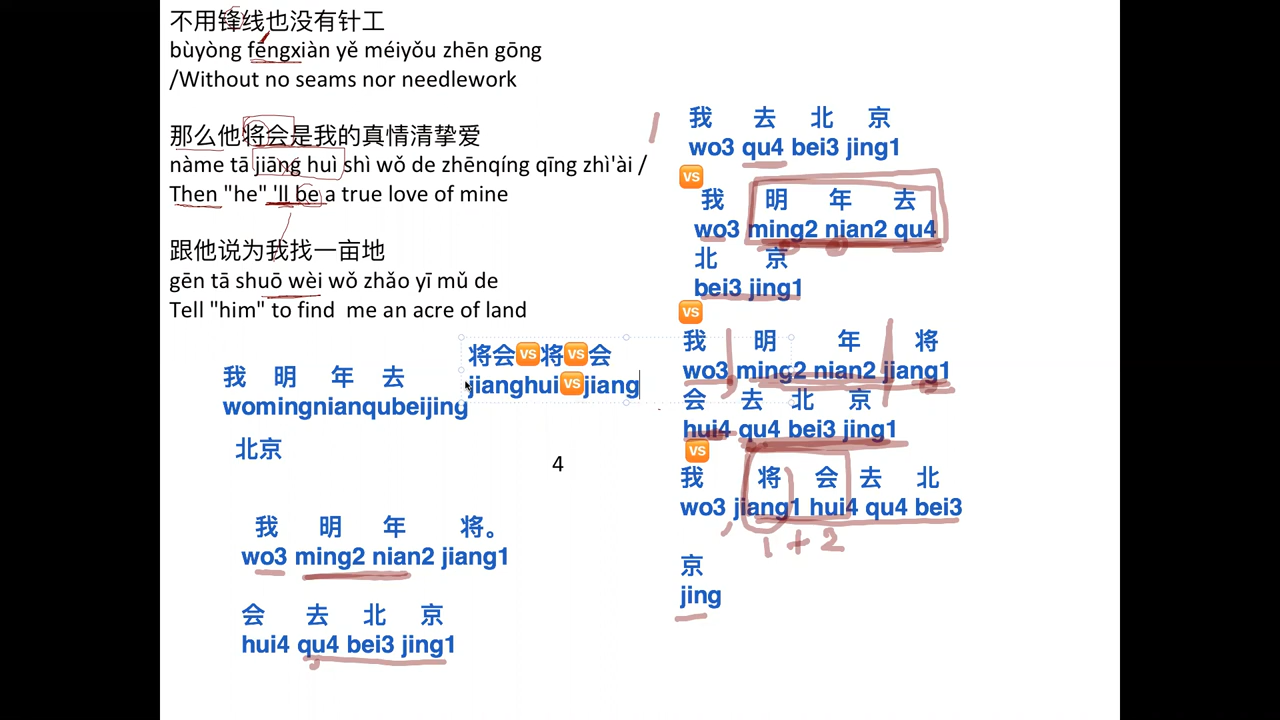 不用锋线也没有针工
bùyòng fēngxiàn yě méiyǒu zhēn gōng
/Without no seams nor needlework
那么他将会是我的真情清挚爱
nàme tā jiāng huì shì wǒ de zhēnqíng qīng zhì'ài /
Then "he" 'll be a true love of mine
跟他说为我找一亩地
gēn tā shuō wèi wǒ zhǎo yī mǔ de
Tell "him" to find me an acre of land
将会🆚将🆚会
jianghui🆚jiang
我 明 年 去
womingnianqubeijing
北京
4
我 明 年 将。
wo3 ming2 nian2 jiang1
会 去 北 京
hui4 qu4 bei3 jing1
我 去 北 京
wo3 qu4 bei3 jing1
🆚
我 明 年 去
wo3 ming2 nian2 qu4
北 京
bei3 jing1
🆚
我 明 年 将
wo3 ming2 nian2 jiang1
会 去 北 京
hui4 qu4 bei3 jing1
🆚
我 将 会 去 北
wo3 jiang1 hui4 qu4 bei3
1 + 2
京
jing